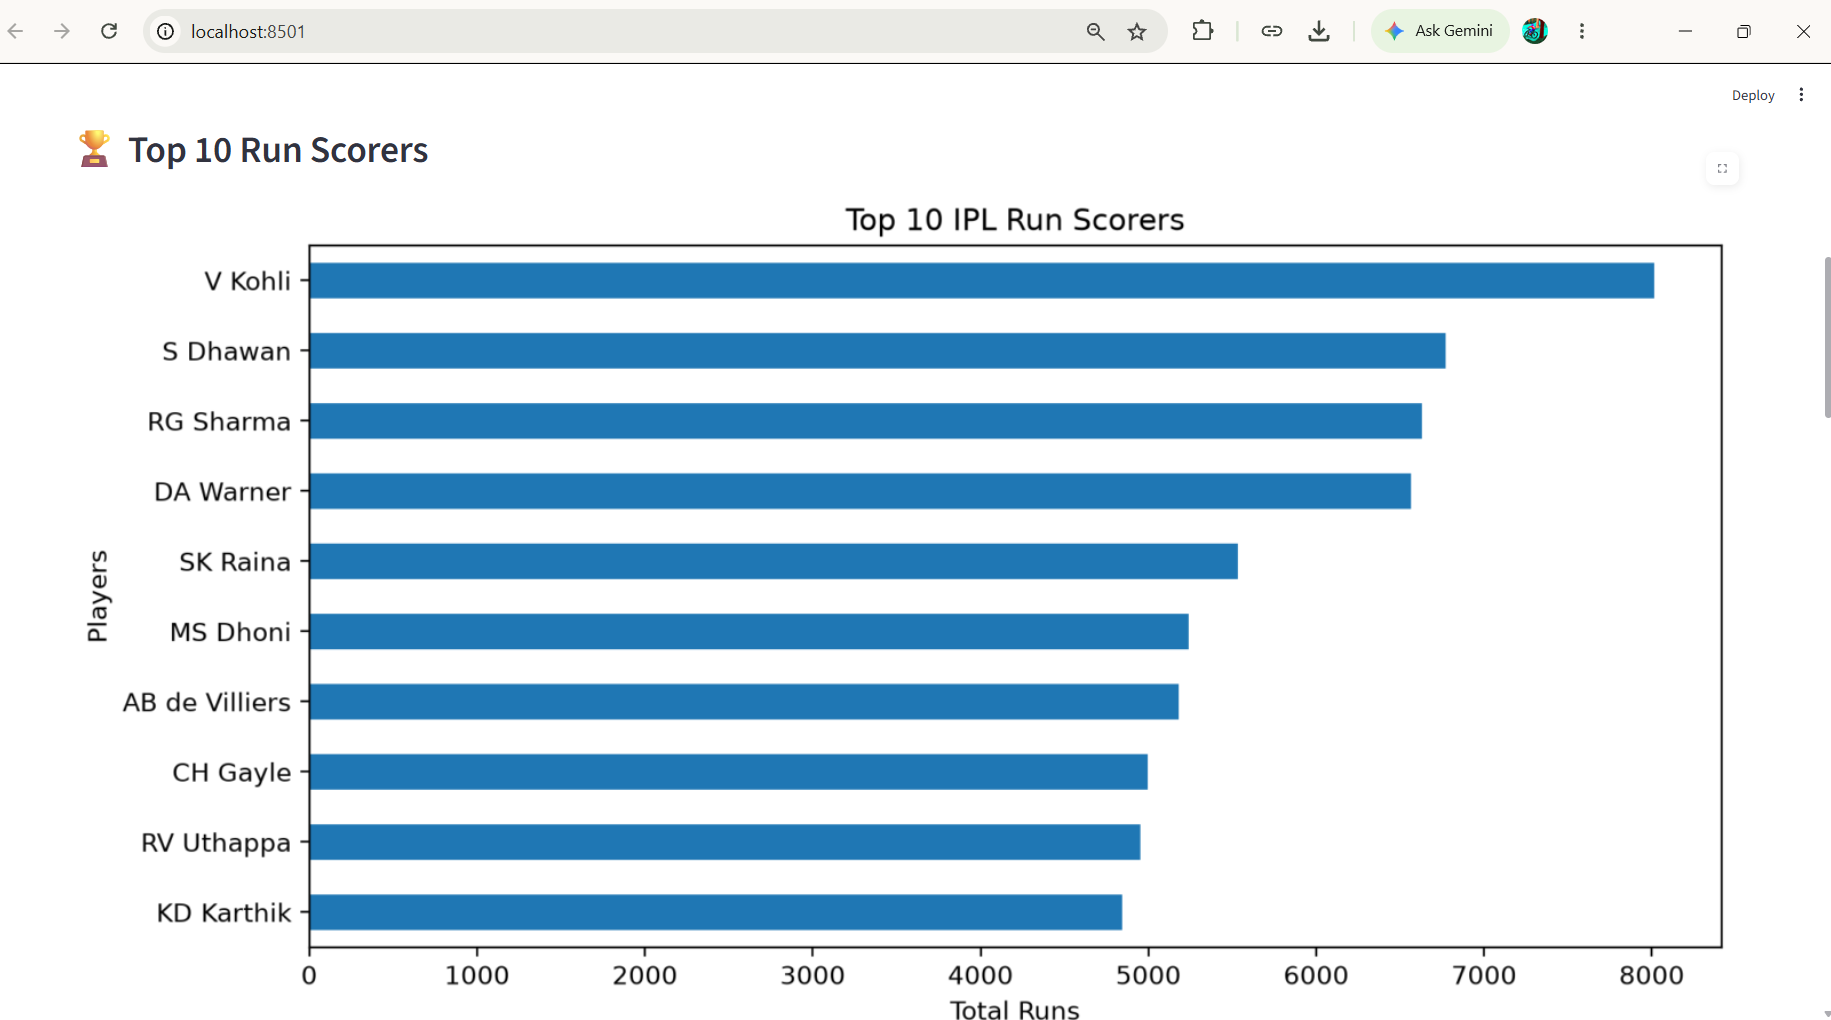 localhost:8501
Ask Gemini
Deploy
Top 10 Run Scorers
Top 10 IPL Run Scorers
V Kohli
S Dhawan
RG Sharma
DA Warner
SK Raina
MS Dhoni
AB de Villiers
CH Gayle
RV Uthappa
KD Karthik
Players
0 1000 2000 3000 4000 5000 6000 7000 8000
Total Runs